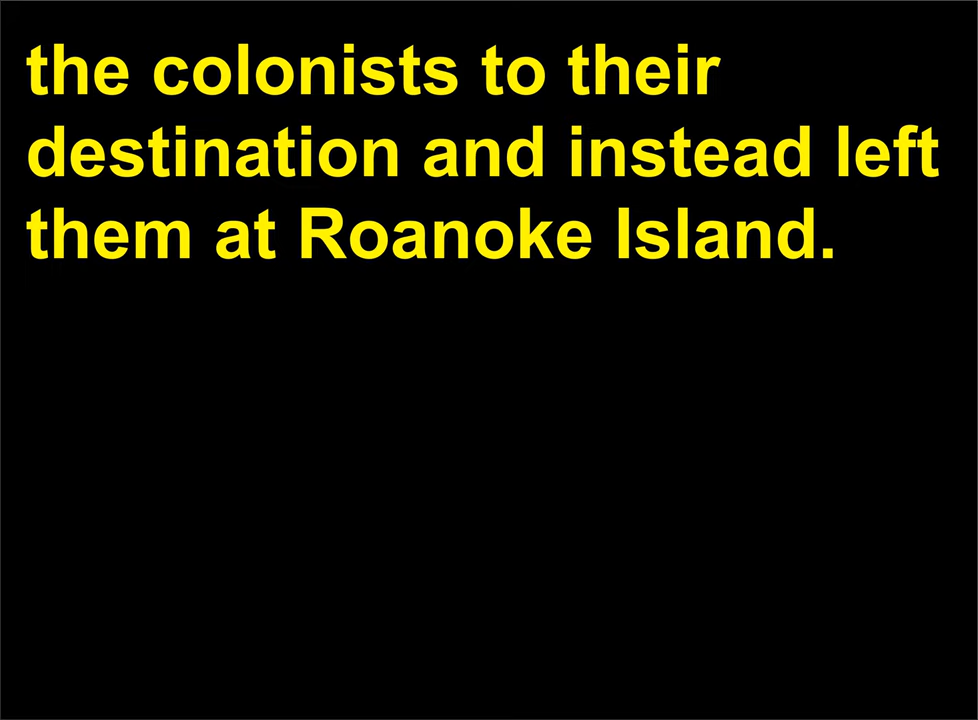 the colonists to their
destination and instead left
them at Roanoke Island.